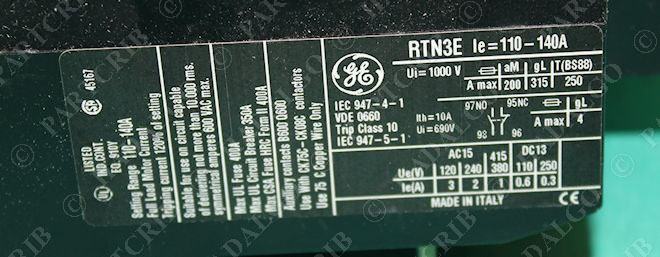 45167
LISTED
IND.CONT.
EQ. 99UY
Setting Range 110-140A
Full Load Motor Current
Tripping current 120% of setting
Suitable for use on circuit capable
of delivering not more than 10.000 rms.
symmetrical amperes 600 VAC max.
Max UL Fuse 400A
Max UL Circuit Breaker 350A
Max CSA Fuse HRC Form II 400A
Auxiliary contacts B600 Q600
Use With CK75C-CK08C contactors
Use 75 C Copper Wire Only
GE
RTN3E Ie=110-140A
Ui=1000 V
aM gL T(BS88)
A max 200 315 250
IEC 947-4-1
VDE 0660
Trip Class 10
IEC 947-5-1
Ith=10A
Ui=690V
97NO 95NC
98 96
gL
A max 4
AC15 DC13
Ue(V) 120 240 415 380 110 250
Ie(A) 3 2 1 0.6 0.3
MADE IN ITALY